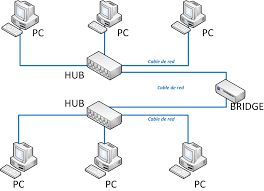 PC PC PC
Cable de red
HUB
Cable de red
HUB
BRIDGE
Cable de red
PC PC PC